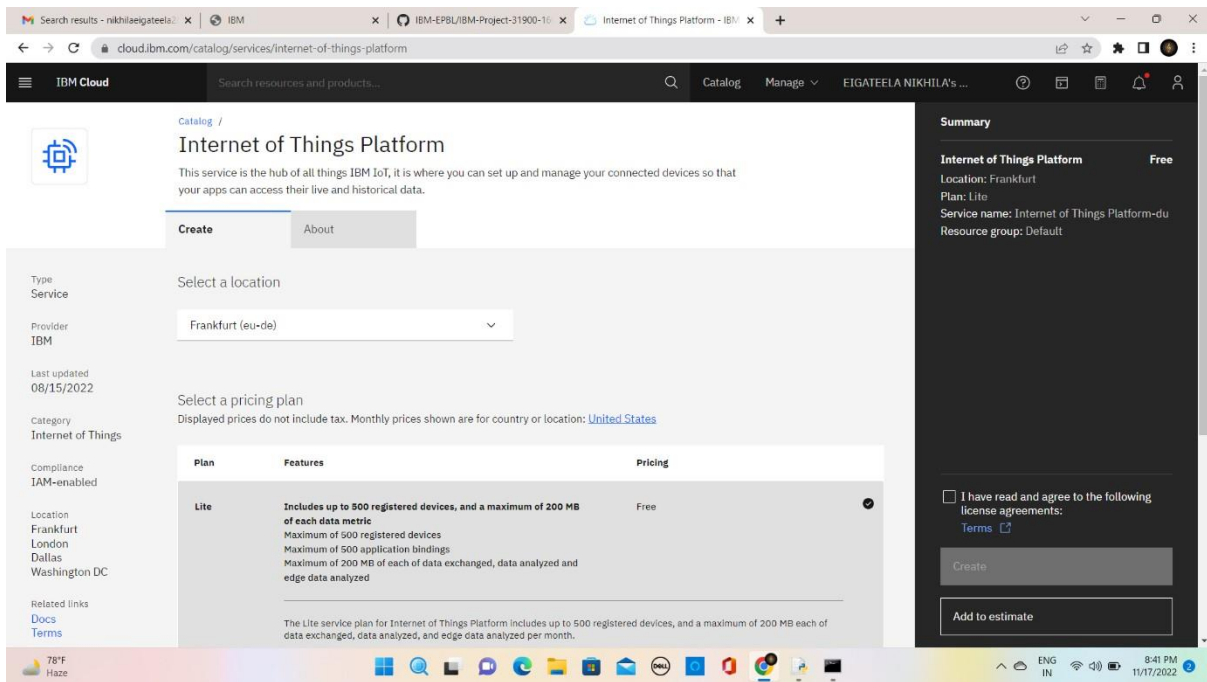 Search results - nikhilaeigateela2
IBM
IBM-EPBL/IBM-Project-31900-16
Internet of Things Platform - IBM
cloud.ibm.com/catalog/services/internet-of-things-platform
IBM Cloud
Search resources and products...
Catalog
Manage
EIGATEELA NIKHILA's ...
Catalog /
Internet of Things Platform
This service is the hub of all things IBM IoT, it is where you can set up and manage your connected devices so that
your apps can access their live and historical data.
Create
About
Type
Service
Provider
IBM
Last updated
08/15/2022
Category
Internet of Things
Compliance
IAM-enabled
Location
Frankfurt
London
Dallas
Washington DC
Related links
Docs
Terms
Select a location
Frankfurt (eu-de)
Select a pricing plan
Displayed prices do not include tax. Monthly prices shown are for country or location: United States
Plan
Features
Pricing
Lite
Includes up to 500 registered devices, and a maximum of 200 MB
of each data metric
Maximum of 500 registered devices
Maximum of 500 application bindings
Maximum of 200 MB of each of data exchanged, data analyzed and
edge data analyzed
Free
The Lite service plan for Internet of Things Platform includes up to 500 registered devices, and a maximum of 200 MB each of
data exchanged, data analyzed, and edge data analyzed per month.
Summary
Internet of Things Platform
Free
Location: Frankfurt
Plan: Lite
Service name: Internet of Things Platform-du
Resource group: Default
I have read and agree to the following
license agreements:
Terms
Create
Add to estimate
78°F
Haze
DELL
ENG
IN
8:41 PM
11/17/2022
2